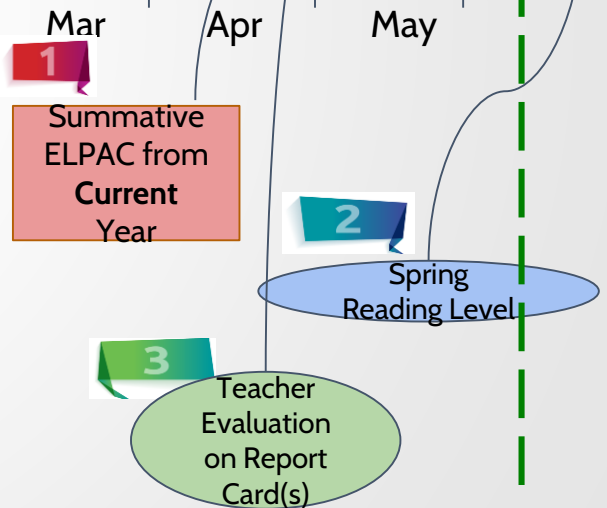 Mar Apr May
1
Summative
ELPAC from
Current
Year
2
Spring
Reading Level
3
Teacher
Evaluation
on Report
Card(s)